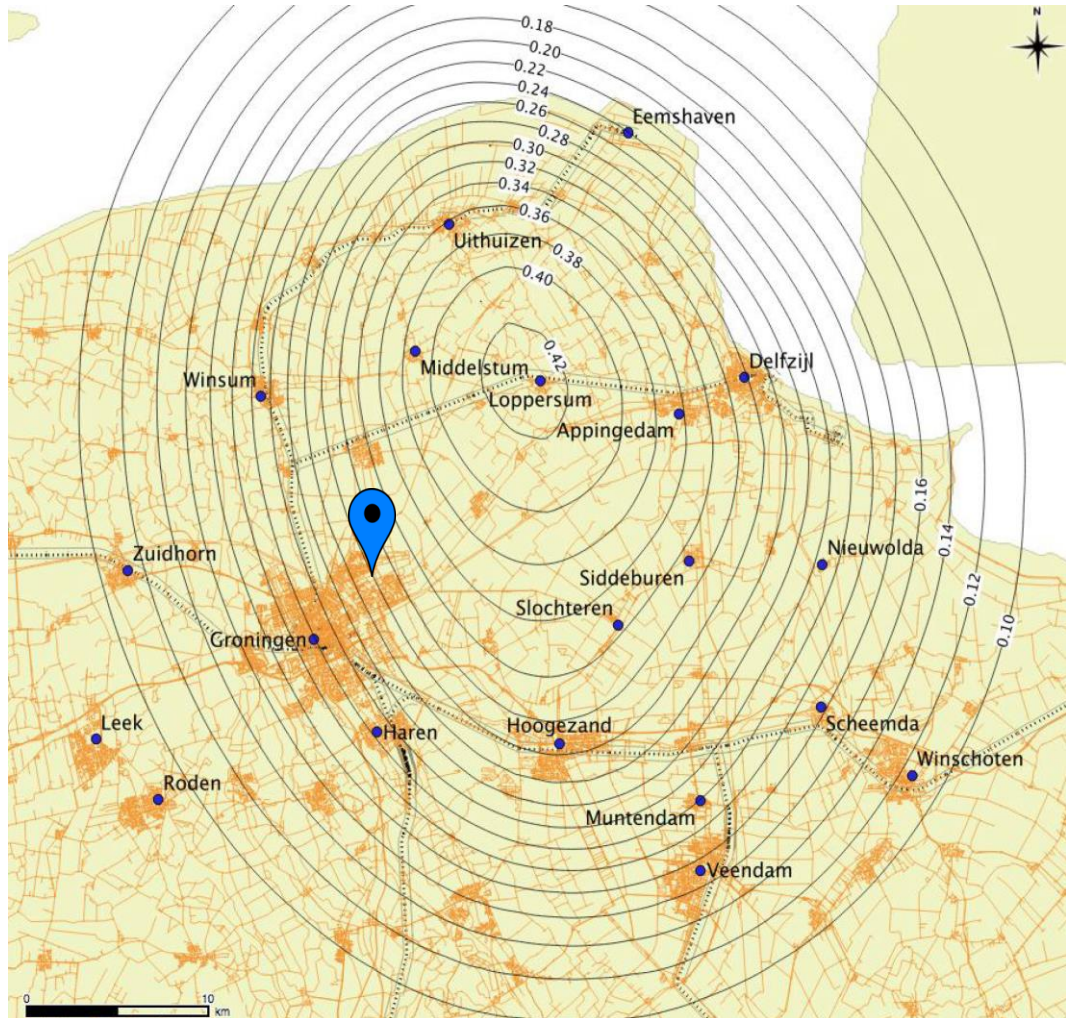 N
0.18
0.20
0.22
0.24
0.26
0.28
0.30
0.32
0.34
0.36
0.38
0.40
0.42
Eemshaven
Uithuizen
Middelstum
Delfzijl
Winsum
Loppersum
Appingedam
0.16
0.14
0.12
0.10
Zuidhorn
Nieuwolda
Siddeburen
Slochteren
Groningen
Leek
Haren
Hoogezand
Scheemda
Roden
Winschoten
Muntendam
Veendam
0 10
km